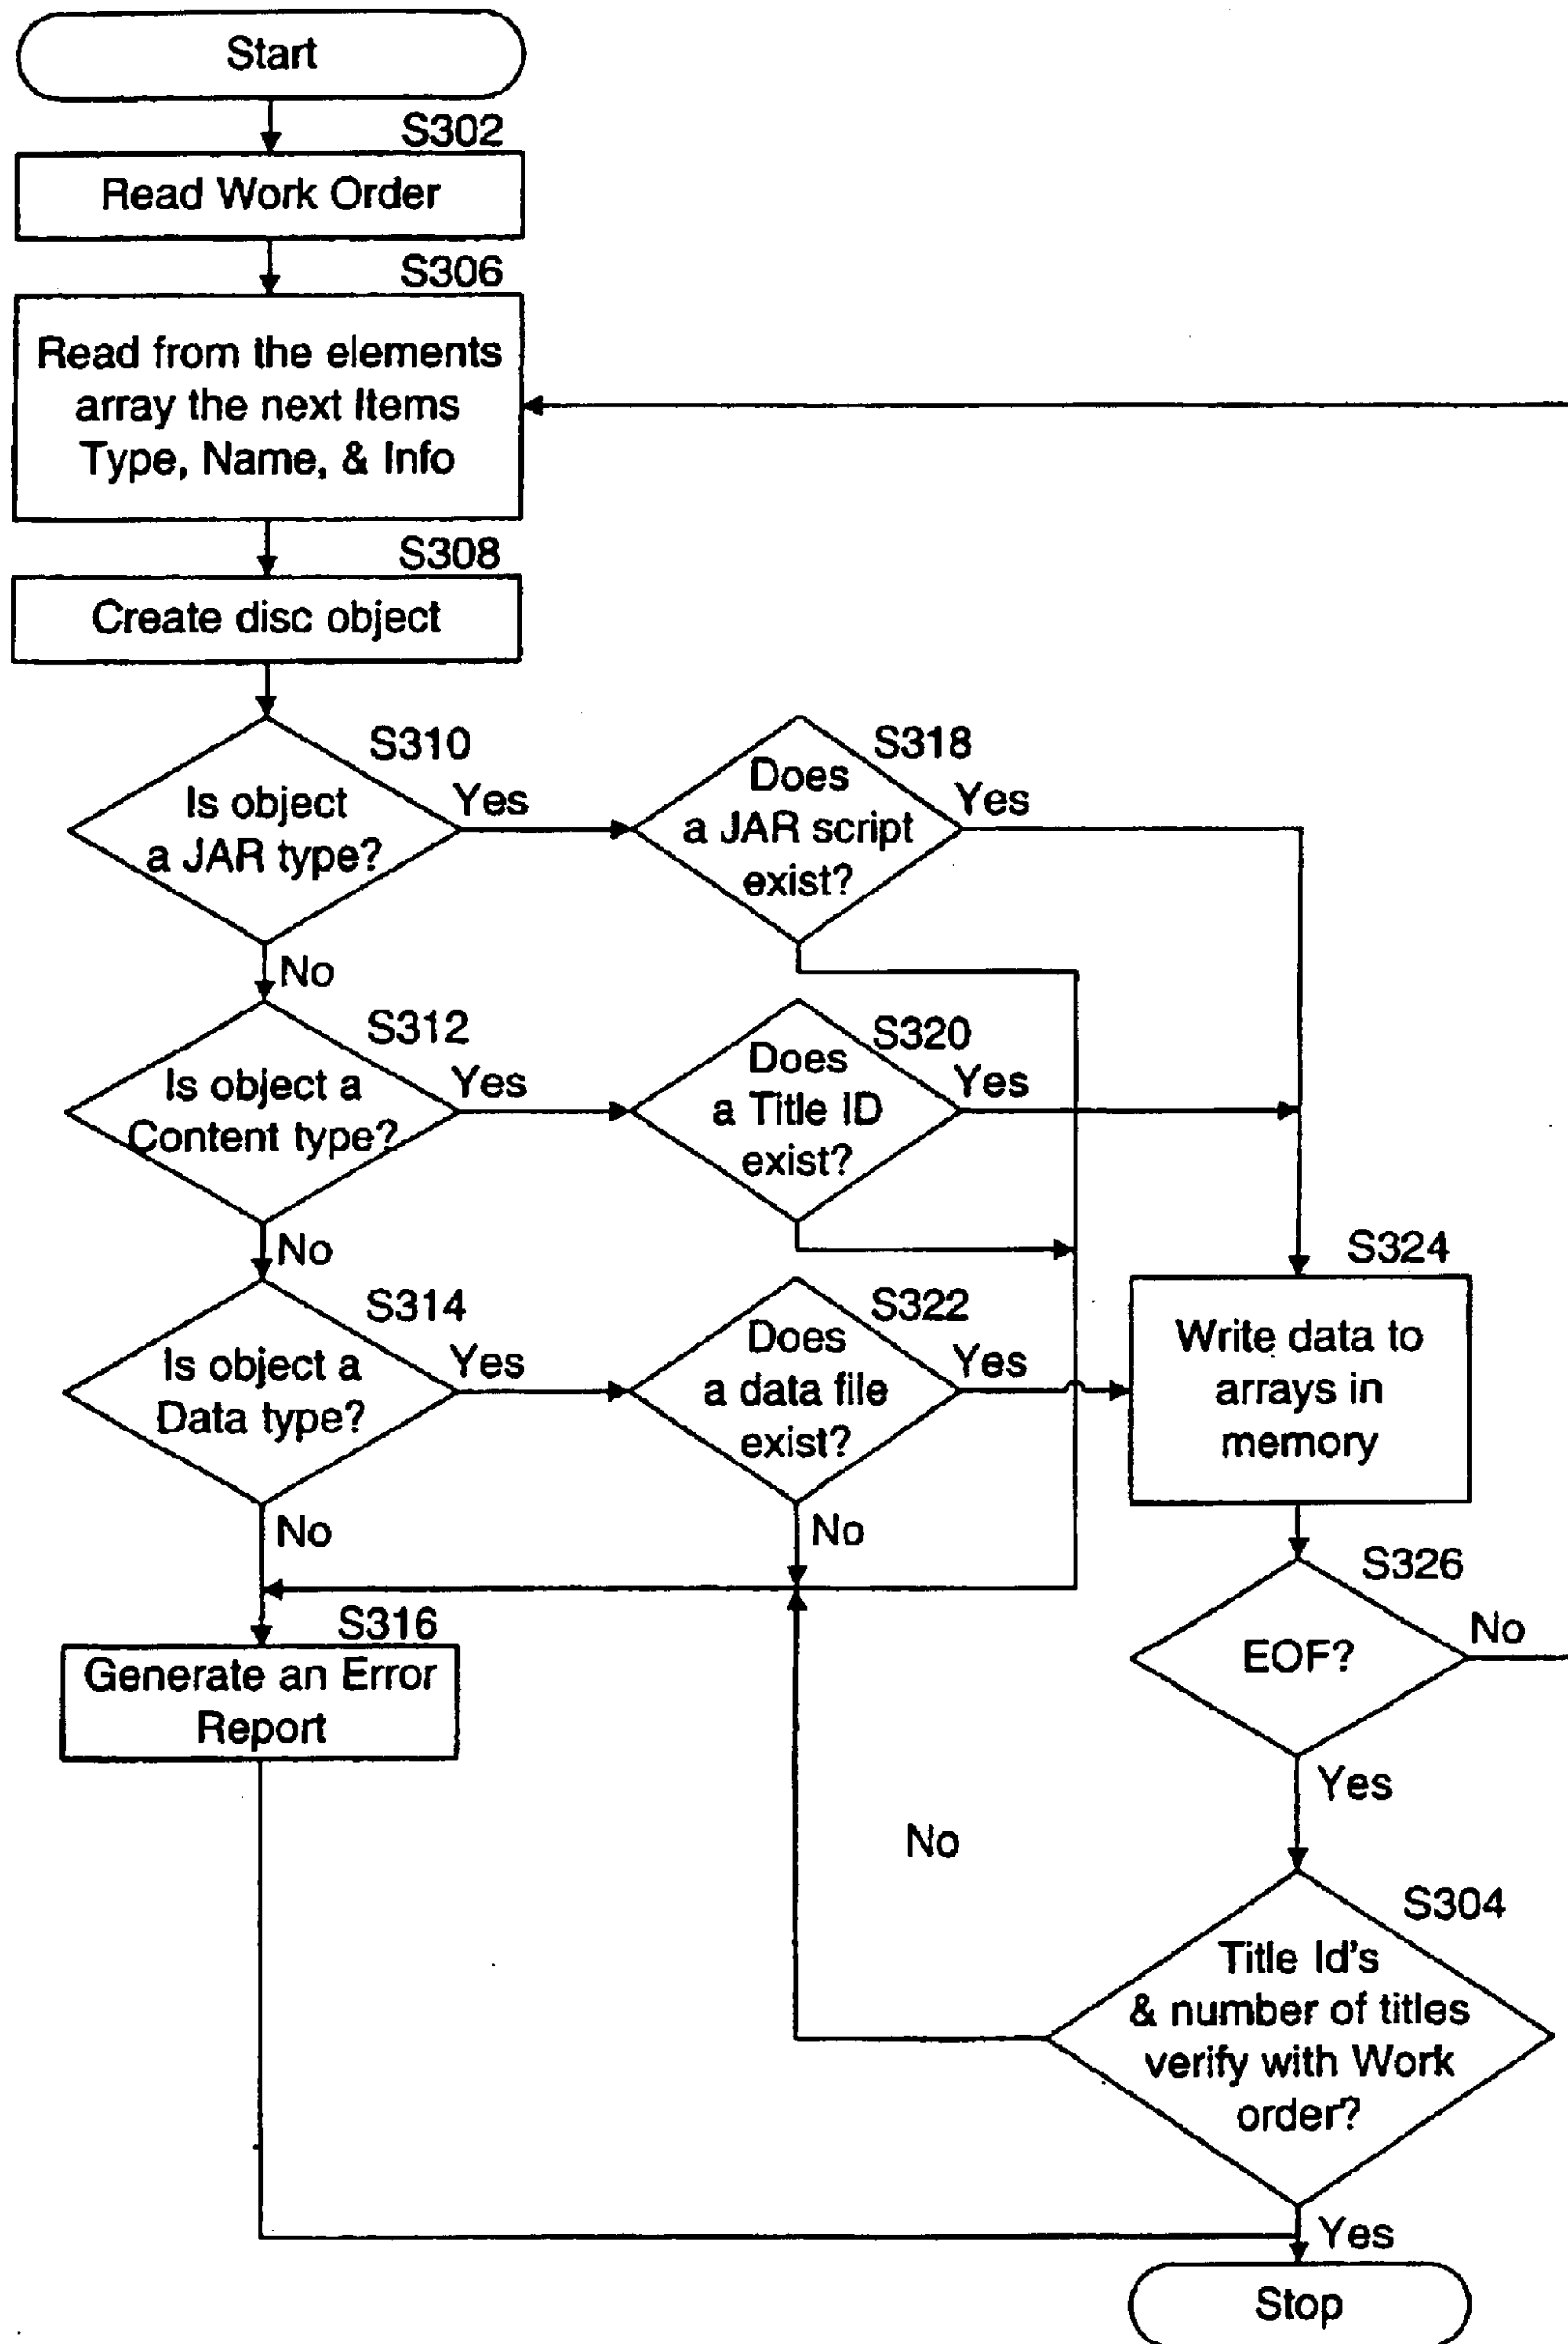 Start
S302
Read Work Order
S306
Read from the elements
array the next Items
Type, Name, & Info
S308
Create disc object
S310
Is object
a JAR type?
Yes
No
S318
Does
a JAR script
exist?
Yes
S312
Is object a
Content type?
Yes
No
S320
Does
a Title ID
exist?
Yes
S314
Is object a
Data type?
Yes
No
S322
Does
a data file
exist?
Yes
No
S324
Write data to
arrays in
memory
S316
Generate an Error
Report
S326
EOF?
No
Yes
No
S304
Title Id's
& number of titles
verify with Work
order?
Yes
Stop